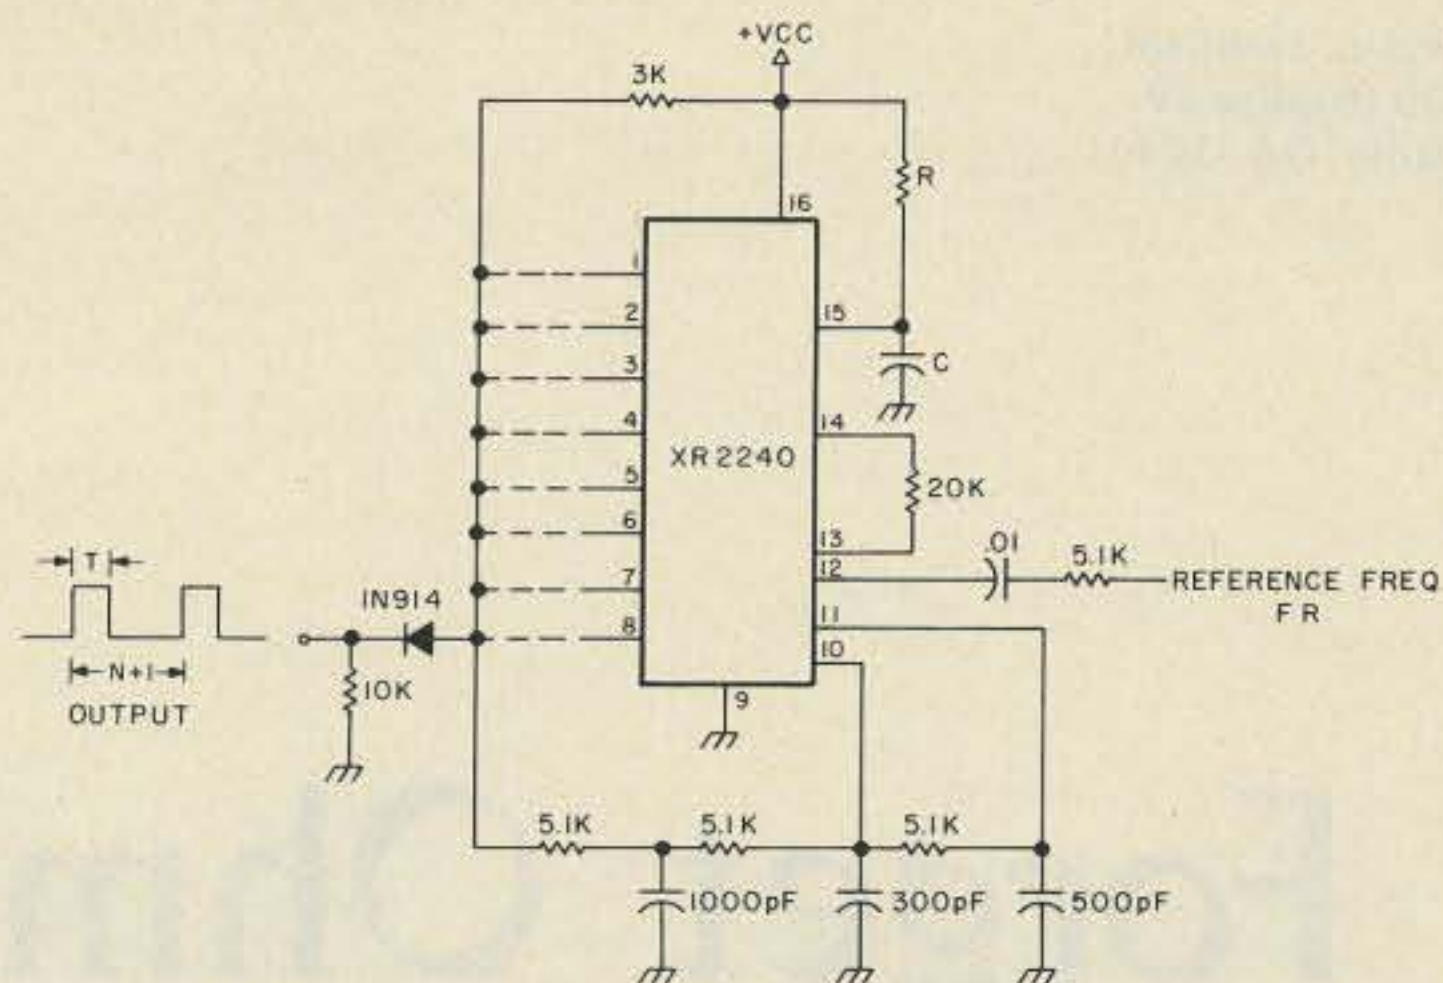 +VCC
3K
R
16
1
2
3
4
5
6
7
8
15
C
14
XR2240
20K
13
.01
5.1K
12
REFERENCE FREQ
FR
11
10
9
T
N+1
OUTPUT
1N914
10K
5.1K
5.1K
5.1K
1000pF
300pF
500pF